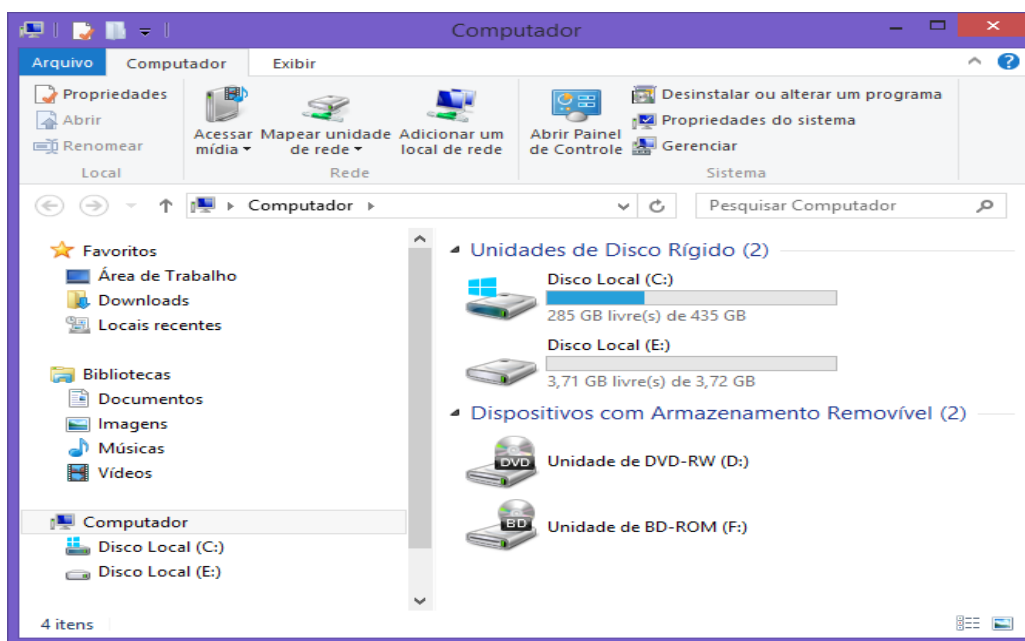 Computador
Arquivo Computador Exibir
Propriedades
Abrir
Renomear
Local
Acessar mídia
Mapear unidade de rede
Adicionar um local de rede
Rede
Abrir Painel de Controle
Desinstalar ou alterar um programa
Propriedades do sistema
Gerenciar
Sistema
Computador
Pesquisar Computador
Favoritos
Área de Trabalho
Downloads
Locais recentes
Bibliotecas
Documentos
Imagens
Músicas
Vídeos
Computador
Disco Local (C:)
Disco Local (E:)
Unidades de Disco Rígido (2)
Disco Local (C:)
285 GB livre(s) de 435 GB
Disco Local (E:)
3,71 GB livre(s) de 3,72 GB
Dispositivos com Armazenamento Removível (2)
DVD
Unidade de DVD-RW (D:)
BD
Unidade de BD-ROM (F:)
4 itens